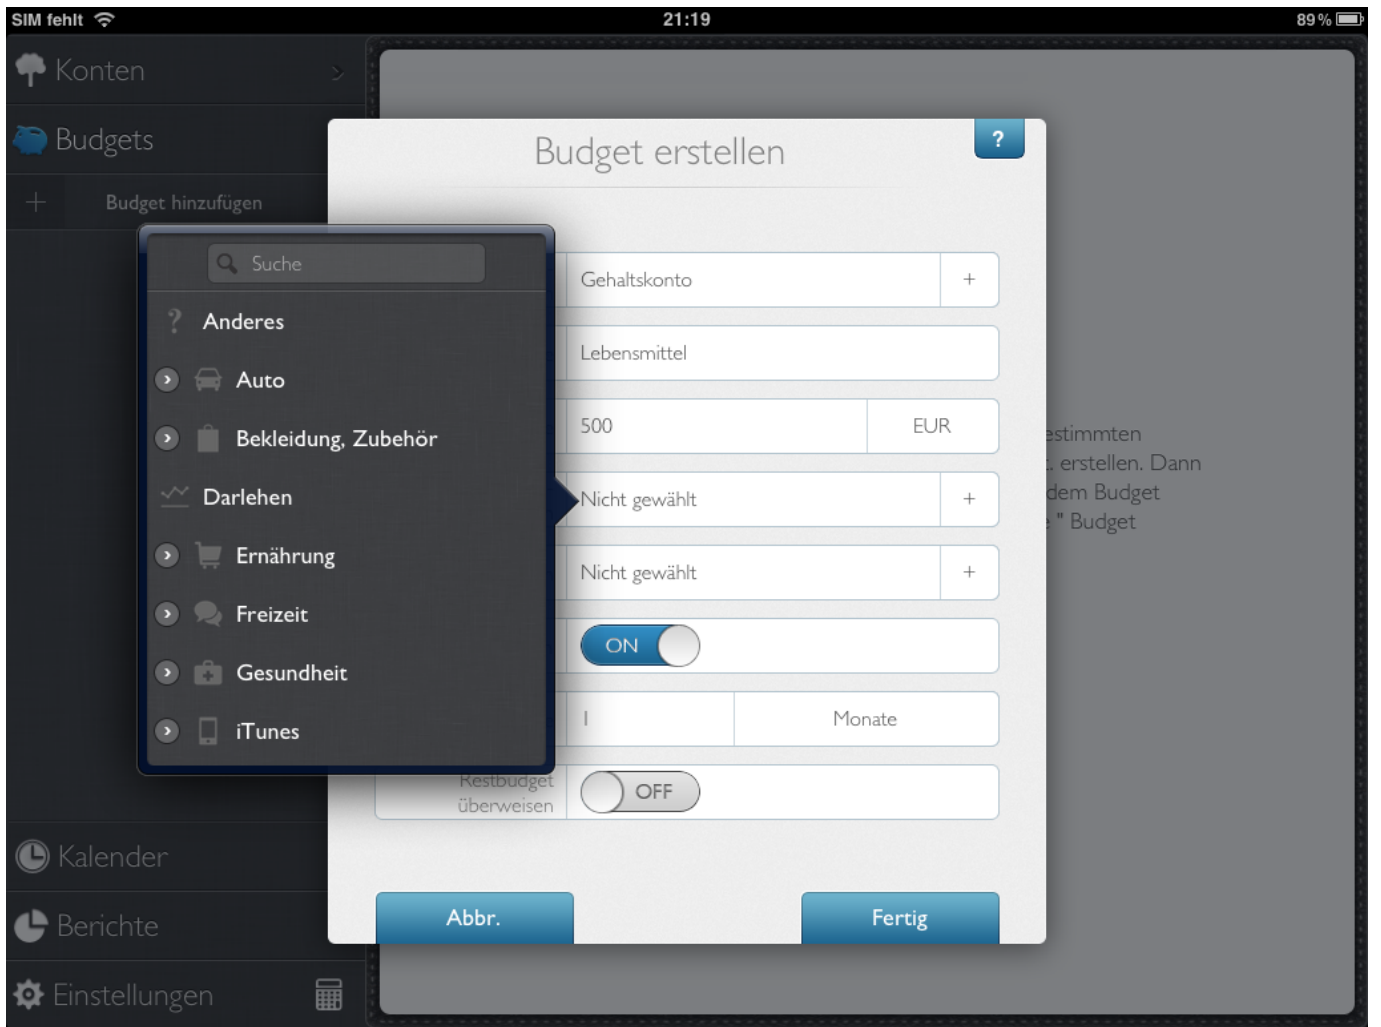 SIM fehlt
21:19
89 %
Konten
Budgets
Budget hinzufügen
Budget erstellen
?
Suche
? Anderes
Auto
Bekleidung, Zubehör
Darlehen
Ernährung
Freizeit
Gesundheit
iTunes
Gehaltskonto +
Lebensmittel
500 EUR
Nicht gewählt +
Nicht gewählt +
ON
1 Monate
Restbudget
überweisen
OFF
Abbr.
Fertig
estimmten
. erstellen. Dann
dem Budget
" Budget
Kalender
Berichte
Einstellungen